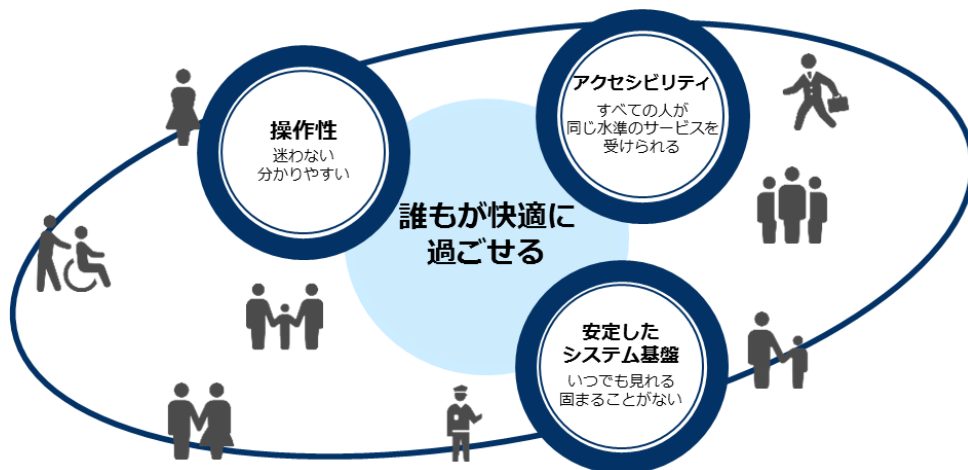 操作性
迷わない
分かりやすい
アクセシビリティ
すべての人が
同じ水準のサービスを
受けられる
誰もが快適に
過ごせる
安定した
システム基盤
いつでも見れる
固まることがない